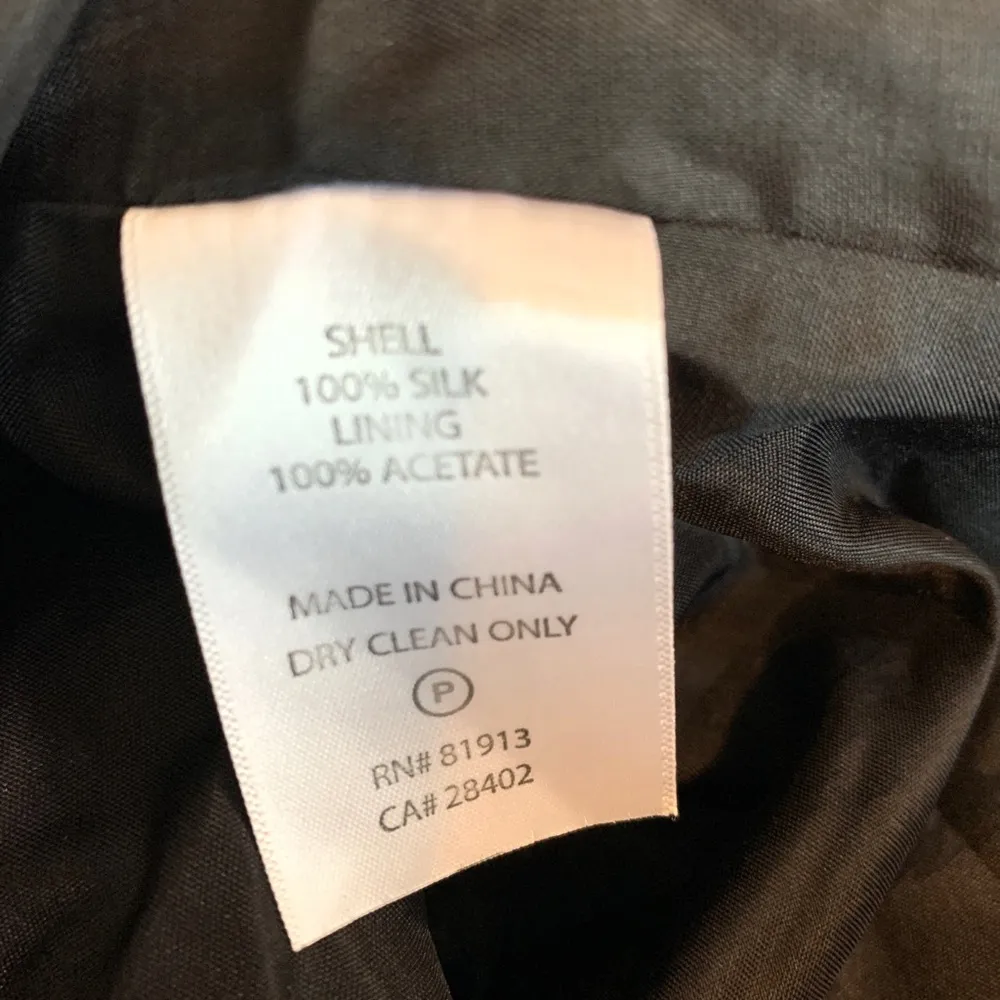 SHELL
100% SILK
LINING
100% ACETATE
MADE IN CHINA
DRY CLEAN ONLY
P
RN# 81913
CA# 28402